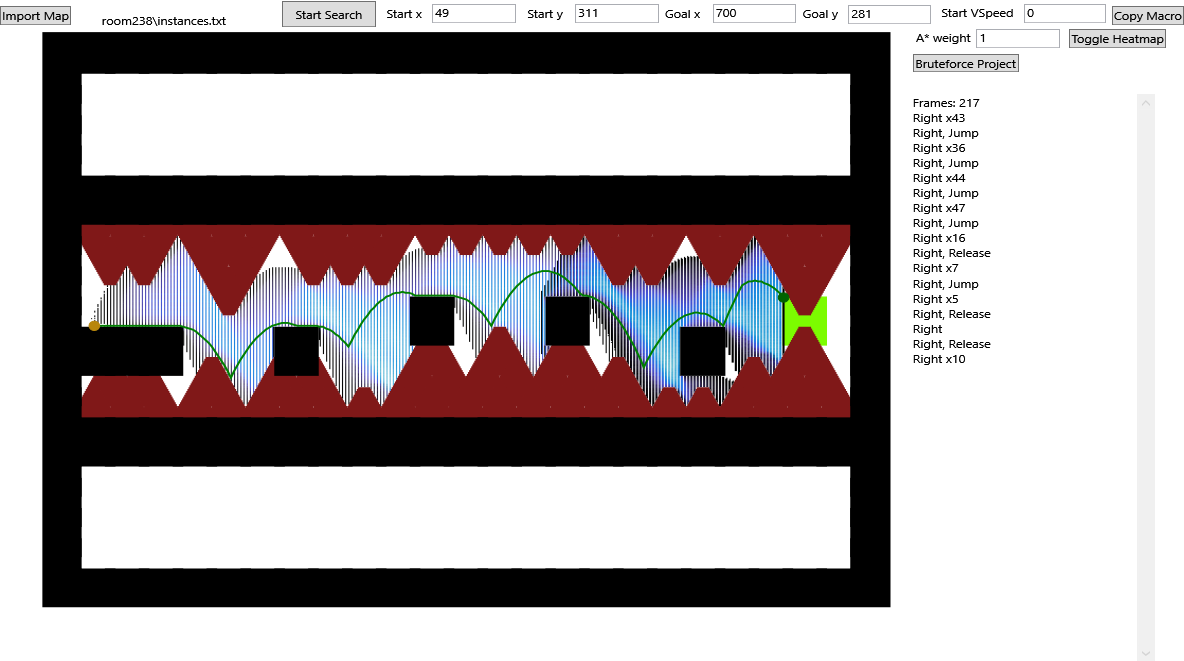 Import Map
room238\instances.txt
Start Search
Start x 49
Start y 311
Goal x 700
Goal y 281
Start VSpeed 0
Copy Macro
A* weight 1
Toggle Heatmap
Bruteforce Project
Frames: 217
Right x43
Right, Jump
Right x36
Right, Jump
Right x44
Right, Jump
Right x47
Right, Jump
Right x16
Right, Release
Right x7
Right, Jump
Right x5
Right, Release
Right
Right, Release
Right x10